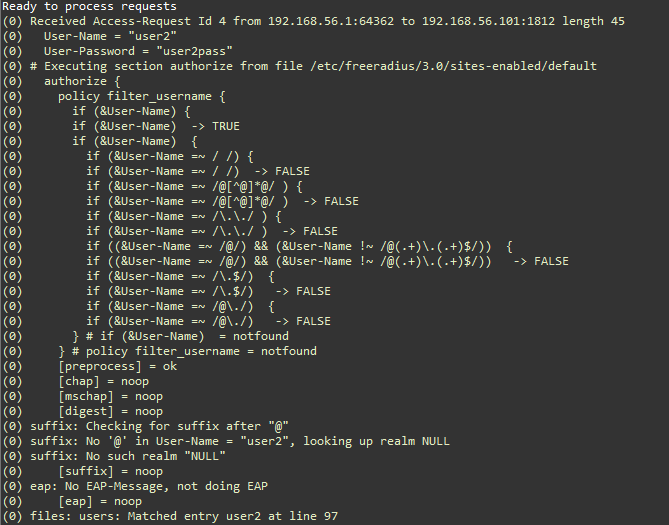 Ready to process requests
(0) Received Access-Request Id 4 from 192.168.56.1:64362 to 192.168.56.101:1812 length 45
(0)   User-Name = "user2"
(0)   User-Password = "user2pass"
(0) # Executing section authorize from file /etc/freeradius/3.0/sites-enabled/default
(0)   authorize {
(0)     policy filter_username {
(0)       if (&User-Name) {
(0)       if (&User-Name)  -> TRUE
(0)       if (&User-Name)  {
(0)         if (&User-Name =~ / /) {
(0)         if (&User-Name =~ / /)  -> FALSE
(0)         if (&User-Name =~ /@[^@]*@/ ) {
(0)         if (&User-Name =~ /@[^@]*@/ )  -> FALSE
(0)         if (&User-Name =~ /\.\./ ) {
(0)         if (&User-Name =~ /\.\./ )  -> FALSE
(0)         if ((&User-Name =~ /@/) && (&User-Name !~ /@(.+)\.(.+)$/))  {
(0)         if ((&User-Name =~ /@/) && (&User-Name !~ /@(.+)\.(.+)$/))   -> FALSE
(0)         if (&User-Name =~ /\.$/)  {
(0)         if (&User-Name =~ /\.$/)   -> FALSE
(0)         if (&User-Name =~ /@\./)  {
(0)         if (&User-Name =~ /@\./)   -> FALSE
(0)       } # if (&User-Name)  = notfound
(0)     } # policy filter_username = notfound
(0)     [preprocess] = ok
(0)     [chap] = noop
(0)     [mschap] = noop
(0)     [digest] = noop
(0) suffix: Checking for suffix after "@"
(0) suffix: No '@' in User-Name = "user2", looking up realm NULL
(0) suffix: No such realm "NULL"
(0)     [suffix] = noop
(0) eap: No EAP-Message, not doing EAP
(0)     [eap] = noop
(0) files: users: Matched entry user2 at line 97